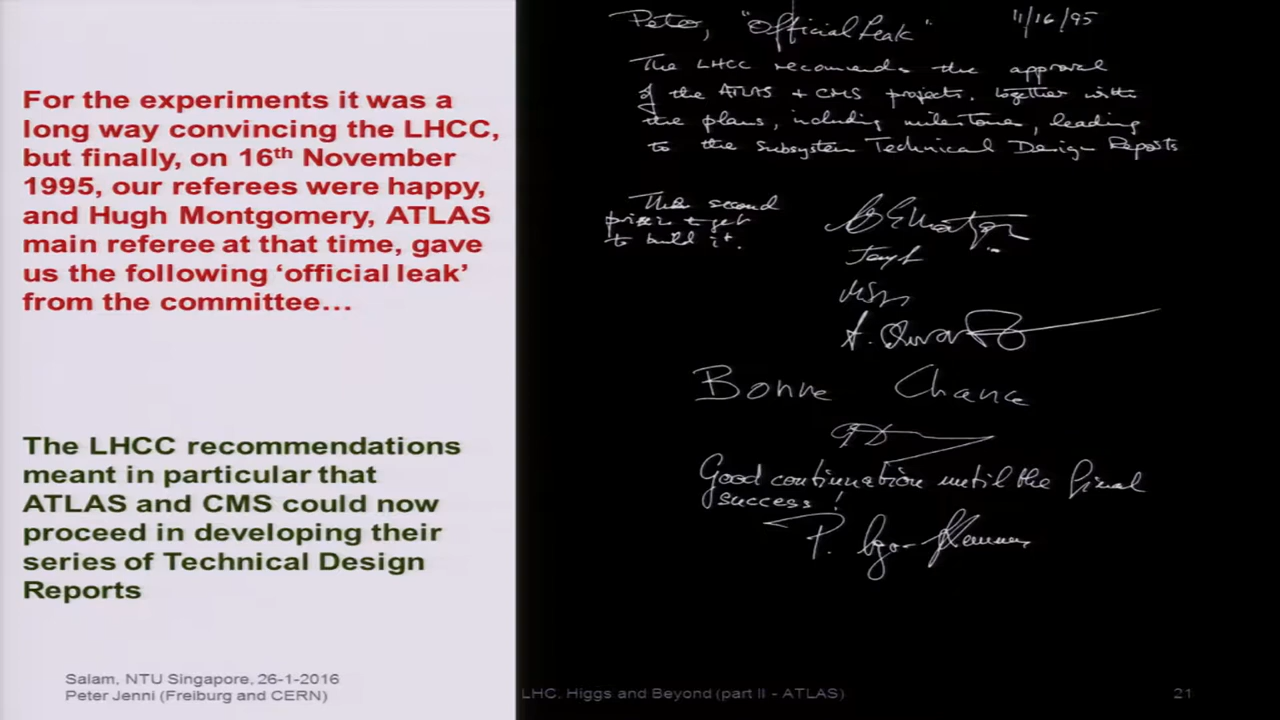 For the experiments it was a
long way convincing the LHCC,
but finally, on 16th November
1995, our referees were happy,
and Hugh Montgomery, ATLAS
main referee at that time, gave
us the following ‘official leak’
from the committee…
The LHCC recommendations
meant in particular that
ATLAS and CMS could now
proceed in developing their
series of Technical Design
Reports
Salam, NTU Singapore, 26-1-2016
Peter Jenni (Freiburg and CERN)
Peter, "Official Leak" 11/16/95
The LHCC recommends the approval
of the ATLAS + CMS projects, together with
the plans, including milestones, leading
to the subsystem Technical Design Reports
The second
prize is to get
to build it.
Bonne Chance
Good continuation until the final
success!
P.
LHC, Higgs and Beyond (part II - ATLAS)
21